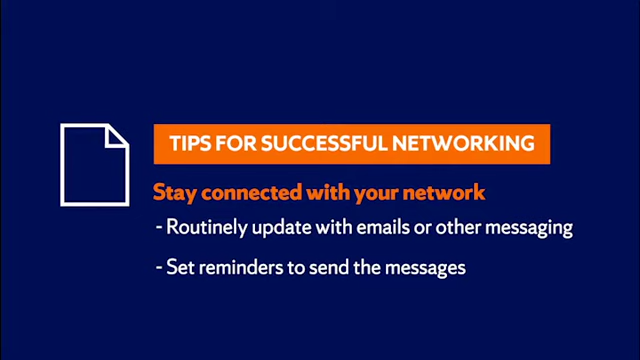 TIPS FOR SUCCESSFUL NETWORKING
Stay connected with your network
- Routinely update with emails or other messaging
- Set reminders to send the messages